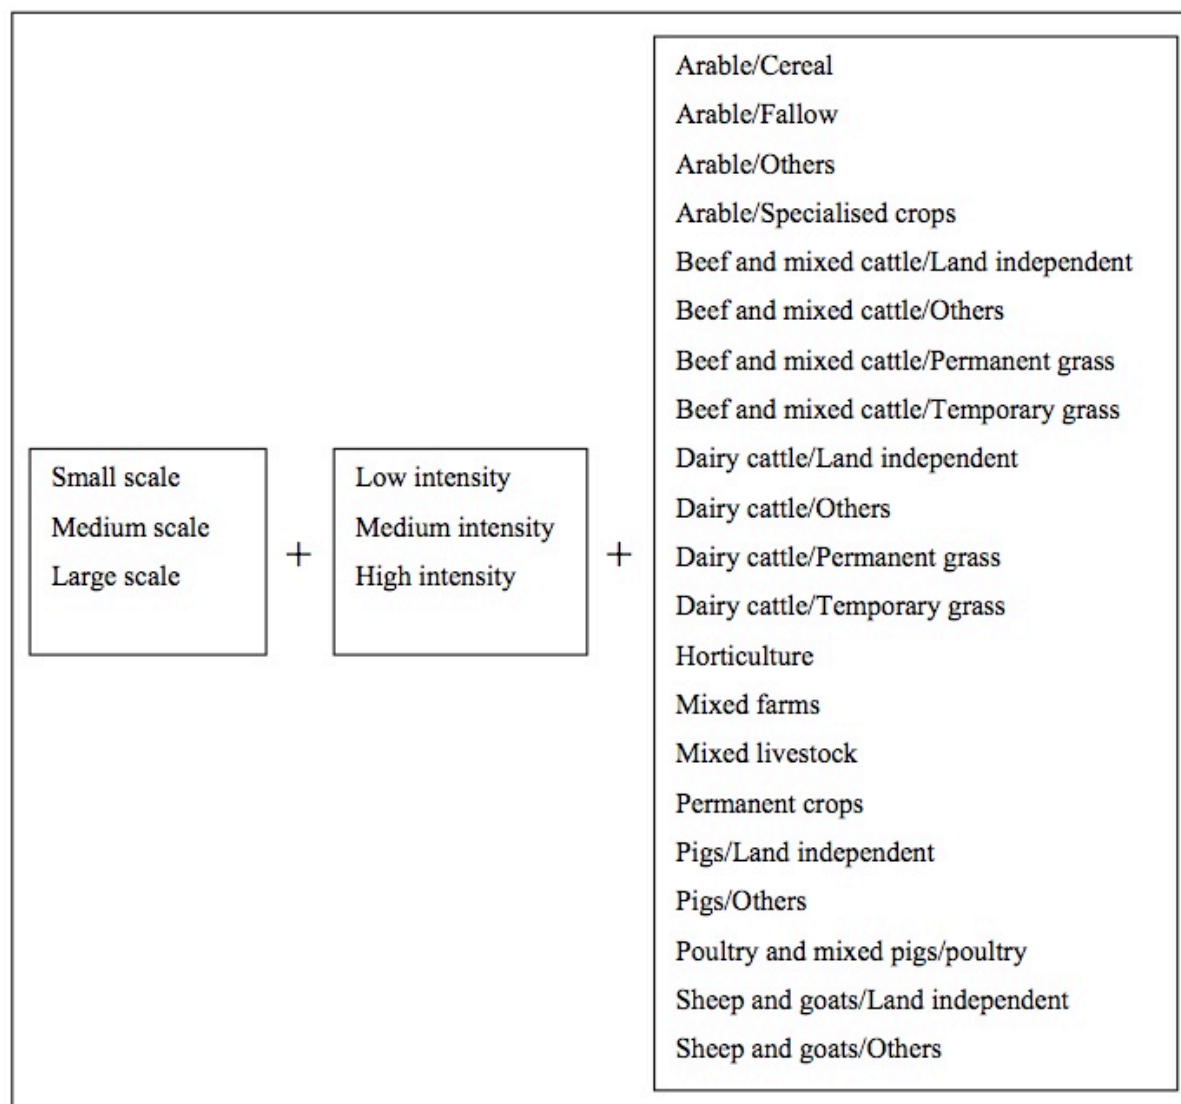 Small scale
Medium scale
Large scale
+
Low intensity
Medium intensity
High intensity
+
Arable/Cereal
Arable/Fallow
Arable/Others
Arable/Specialised crops
Beef and mixed cattle/Land independent
Beef and mixed cattle/Others
Beef and mixed cattle/Permanent grass
Beef and mixed cattle/Temporary grass
Dairy cattle/Land independent
Dairy cattle/Others
Dairy cattle/Permanent grass
Dairy cattle/Temporary grass
Horticulture
Mixed farms
Mixed livestock
Permanent crops
Pigs/Land independent
Pigs/Others
Poultry and mixed pigs/poultry
Sheep and goats/Land independent
Sheep and goats/Others